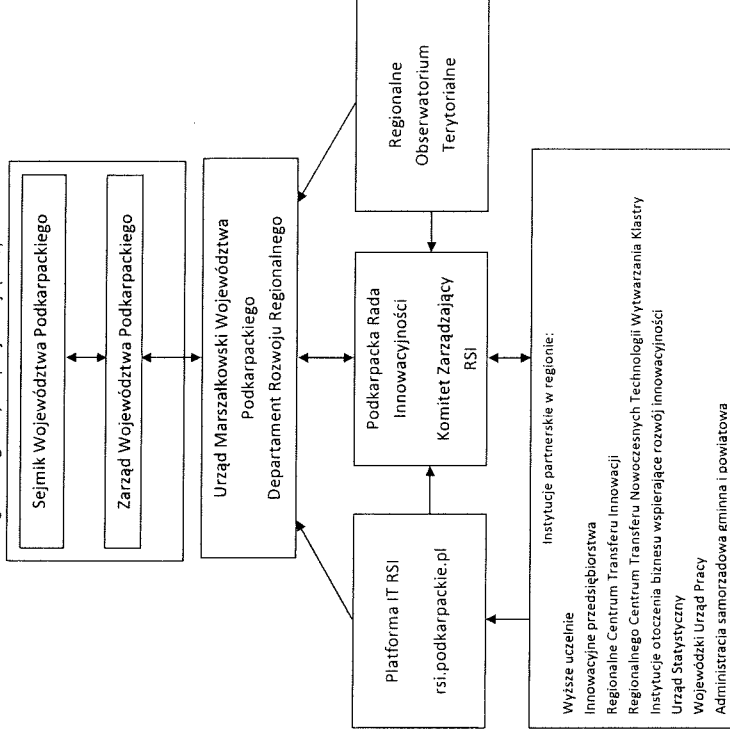 Sejmik Województwa Podkarpackiego
Zarząd Województwa Podkarpackiego
Urząd Marszałkowski Województwa
Podkarpackiego
Departament Rozwoju Regionalnego
Platforma IT RSI
rsi.podkarpackie.pl
Podkarpacka Rada
Innowacyjności
Komitet Zarządzający
RSI
Regionalne
Obserwatorium
Terytorialne
Instytucje partnerskie w regionie:
Wyższe uczelnie
Innowacyjne przedsiębiorstwa
Regionalne Centrum Transferu Innowacji
Regionalnego Centrum Transferu Nowoczesnych Technologii Wytwarzania Klastry
Instytucje otoczenia biznesu wspierające rozwój innowacyjności
Urząd Statystyczny
Wojewódzki Urząd Pracy
Administracja samorządowa gminna i powiatowa